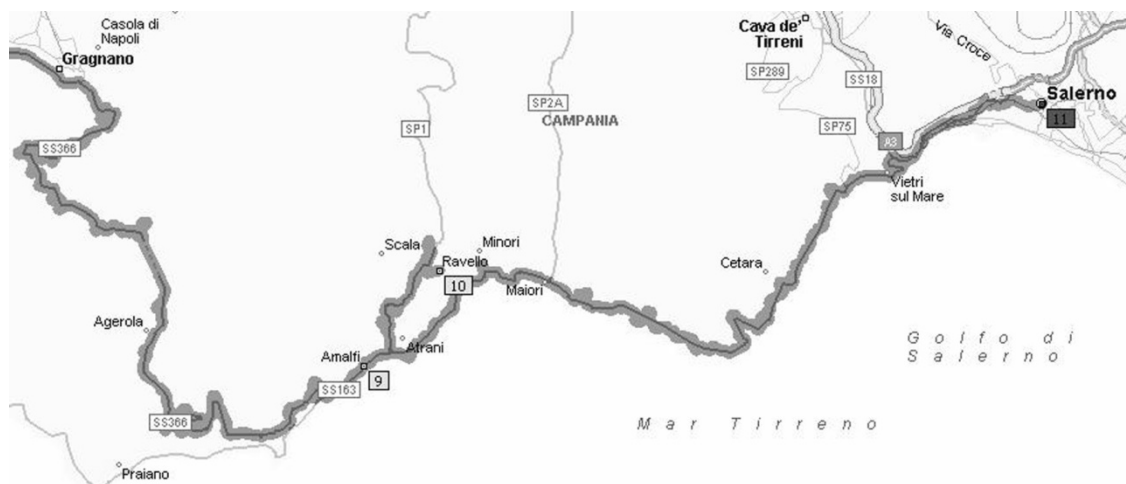 Casola di
Napoli
Gragnano
Cava de'
Tirreni
Via Croce
SP289
SS18
Salerno
11
SP2A
CAMPANIA
SP1
SP75
A3
SS366
Vietri
sul Mare
Scala
Minori
Ravello
10
Cetara
Maiori
Agerola
Atrani
Amalfi
9
SS163
Golfo di
Salerno
SS366
Mar Tirreno
Praiano